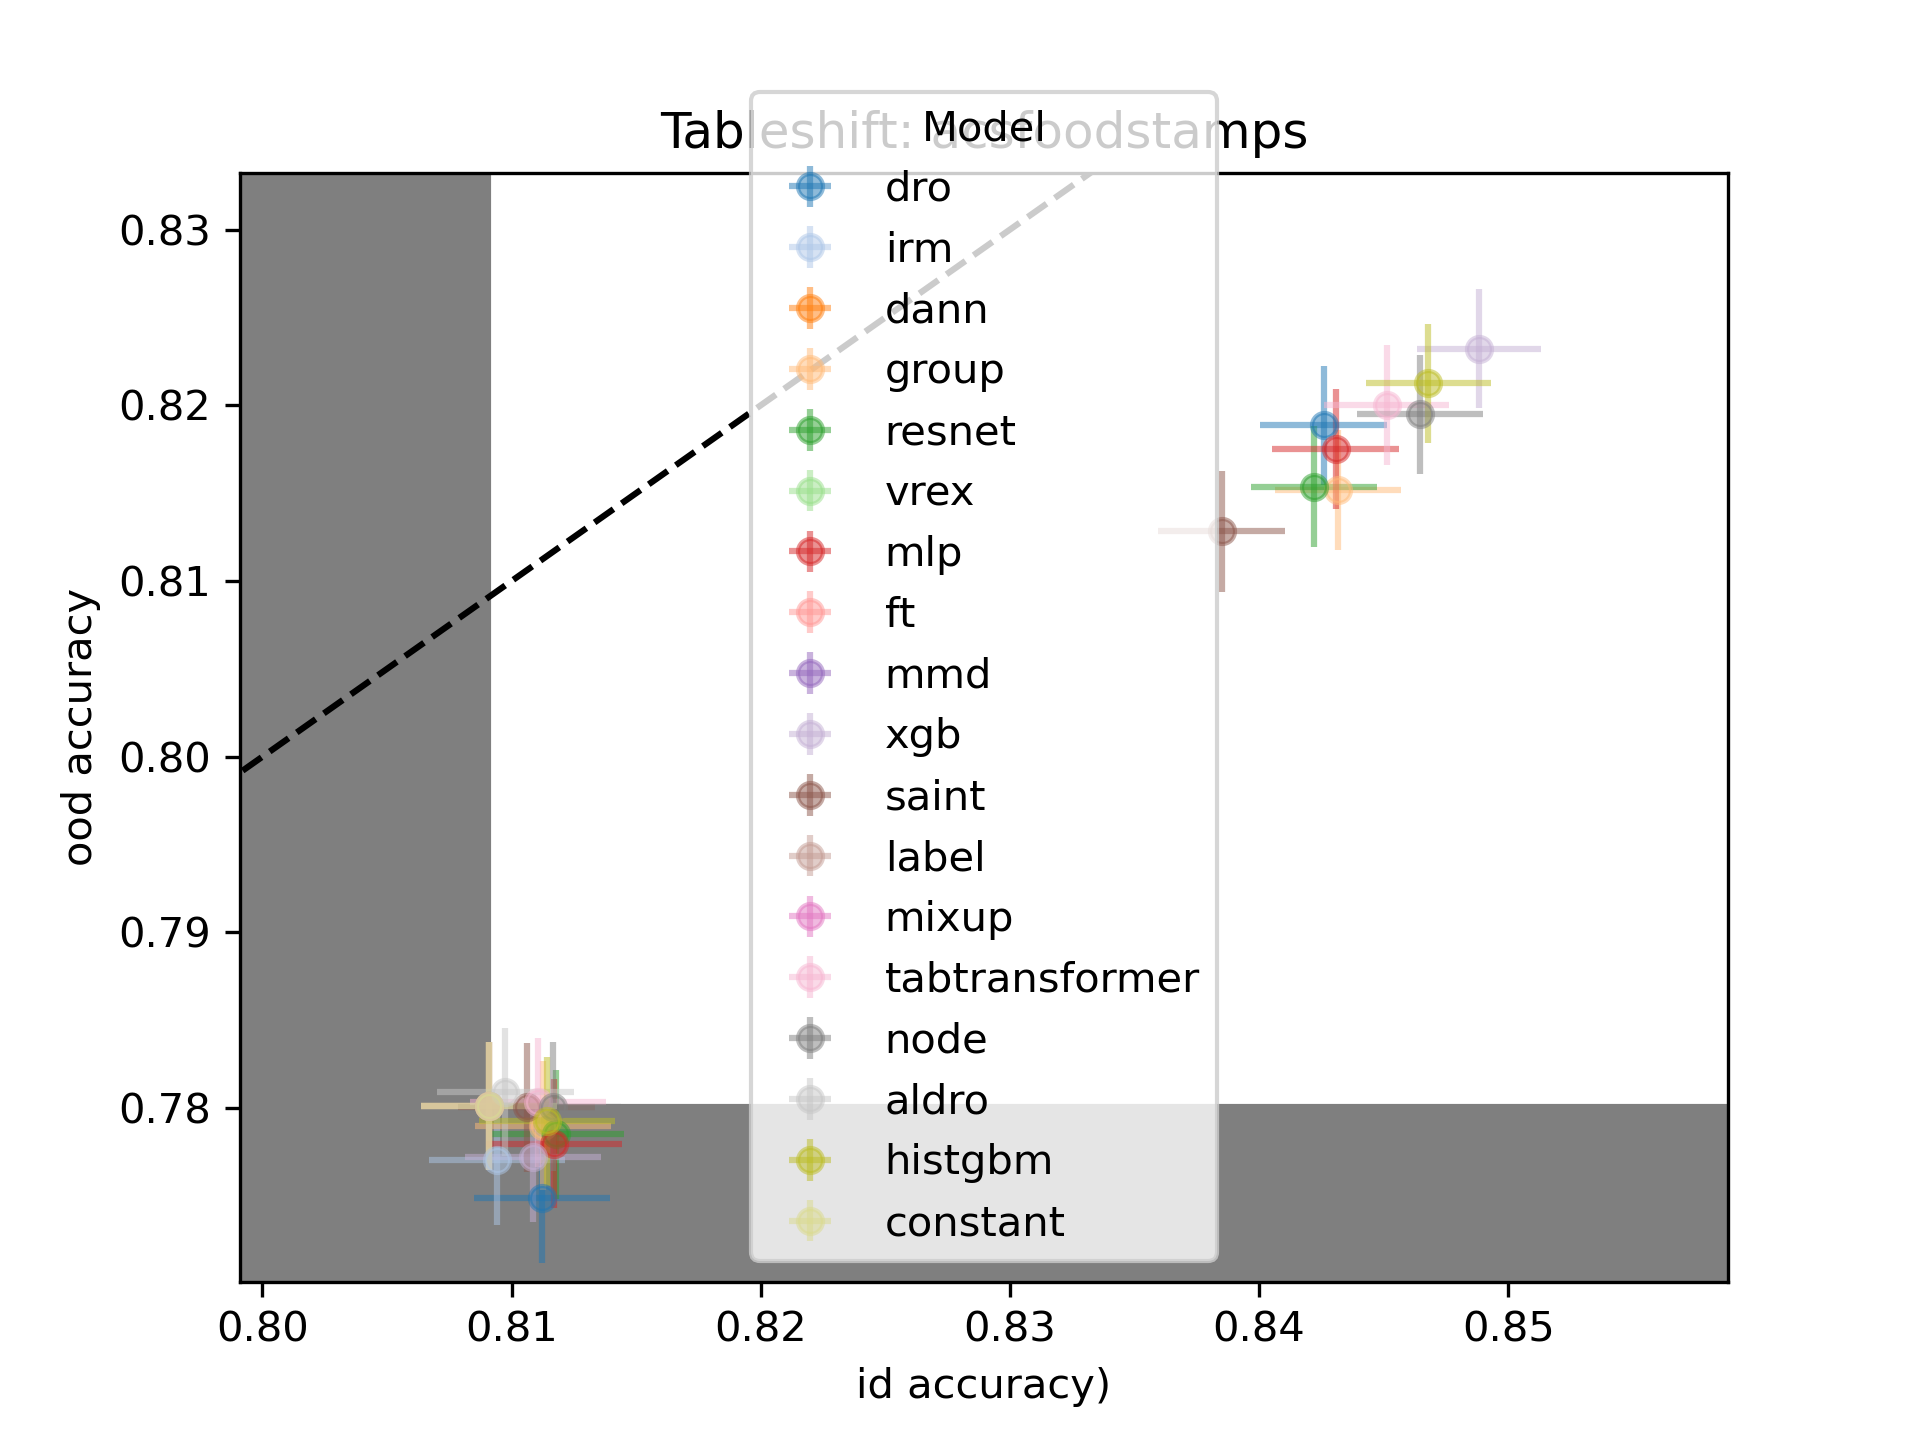 Tableshift: acsfoodstamps
Model
dro
irm
dann
group
resnet
vrex
mlp
ft
mmd
xgb
saint
label
mixup
tabtransformer
node
aldro
histgbm
constant
0.83
0.82
0.81
0.80
0.79
0.78
ood accuracy
0.80 0.81 0.82 0.83 0.84 0.85
id accuracy)